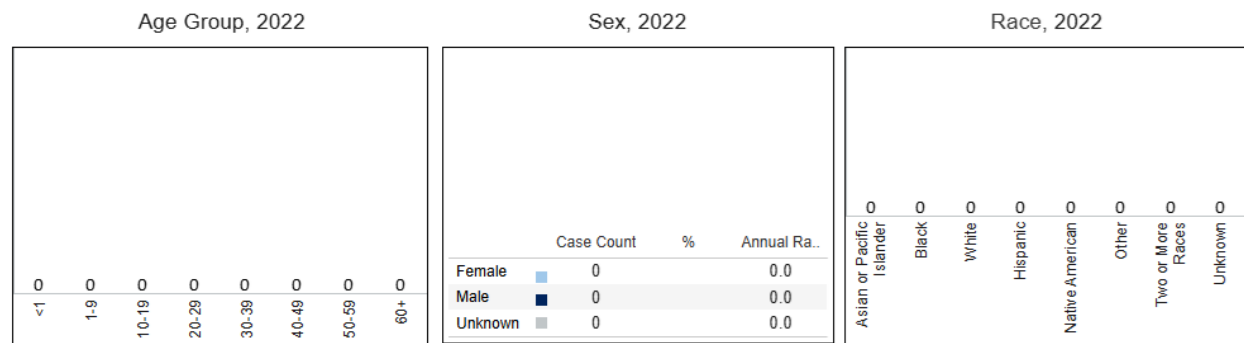 Age Group, 2022
0 0 0 0 0 0 0 0
<1 1-9 10-19 20-29 30-39 40-49 50-59 60+
Sex, 2022
Case Count % Annual Ra..
Female 0 0.0
Male 0 0.0
Unknown 0 0.0
Race, 2022
0 0 0 0 0 0 0 0
Asian or Pacific
Islander
Black
White
Hispanic
Native American
Other
Two or More
Races
Unknown